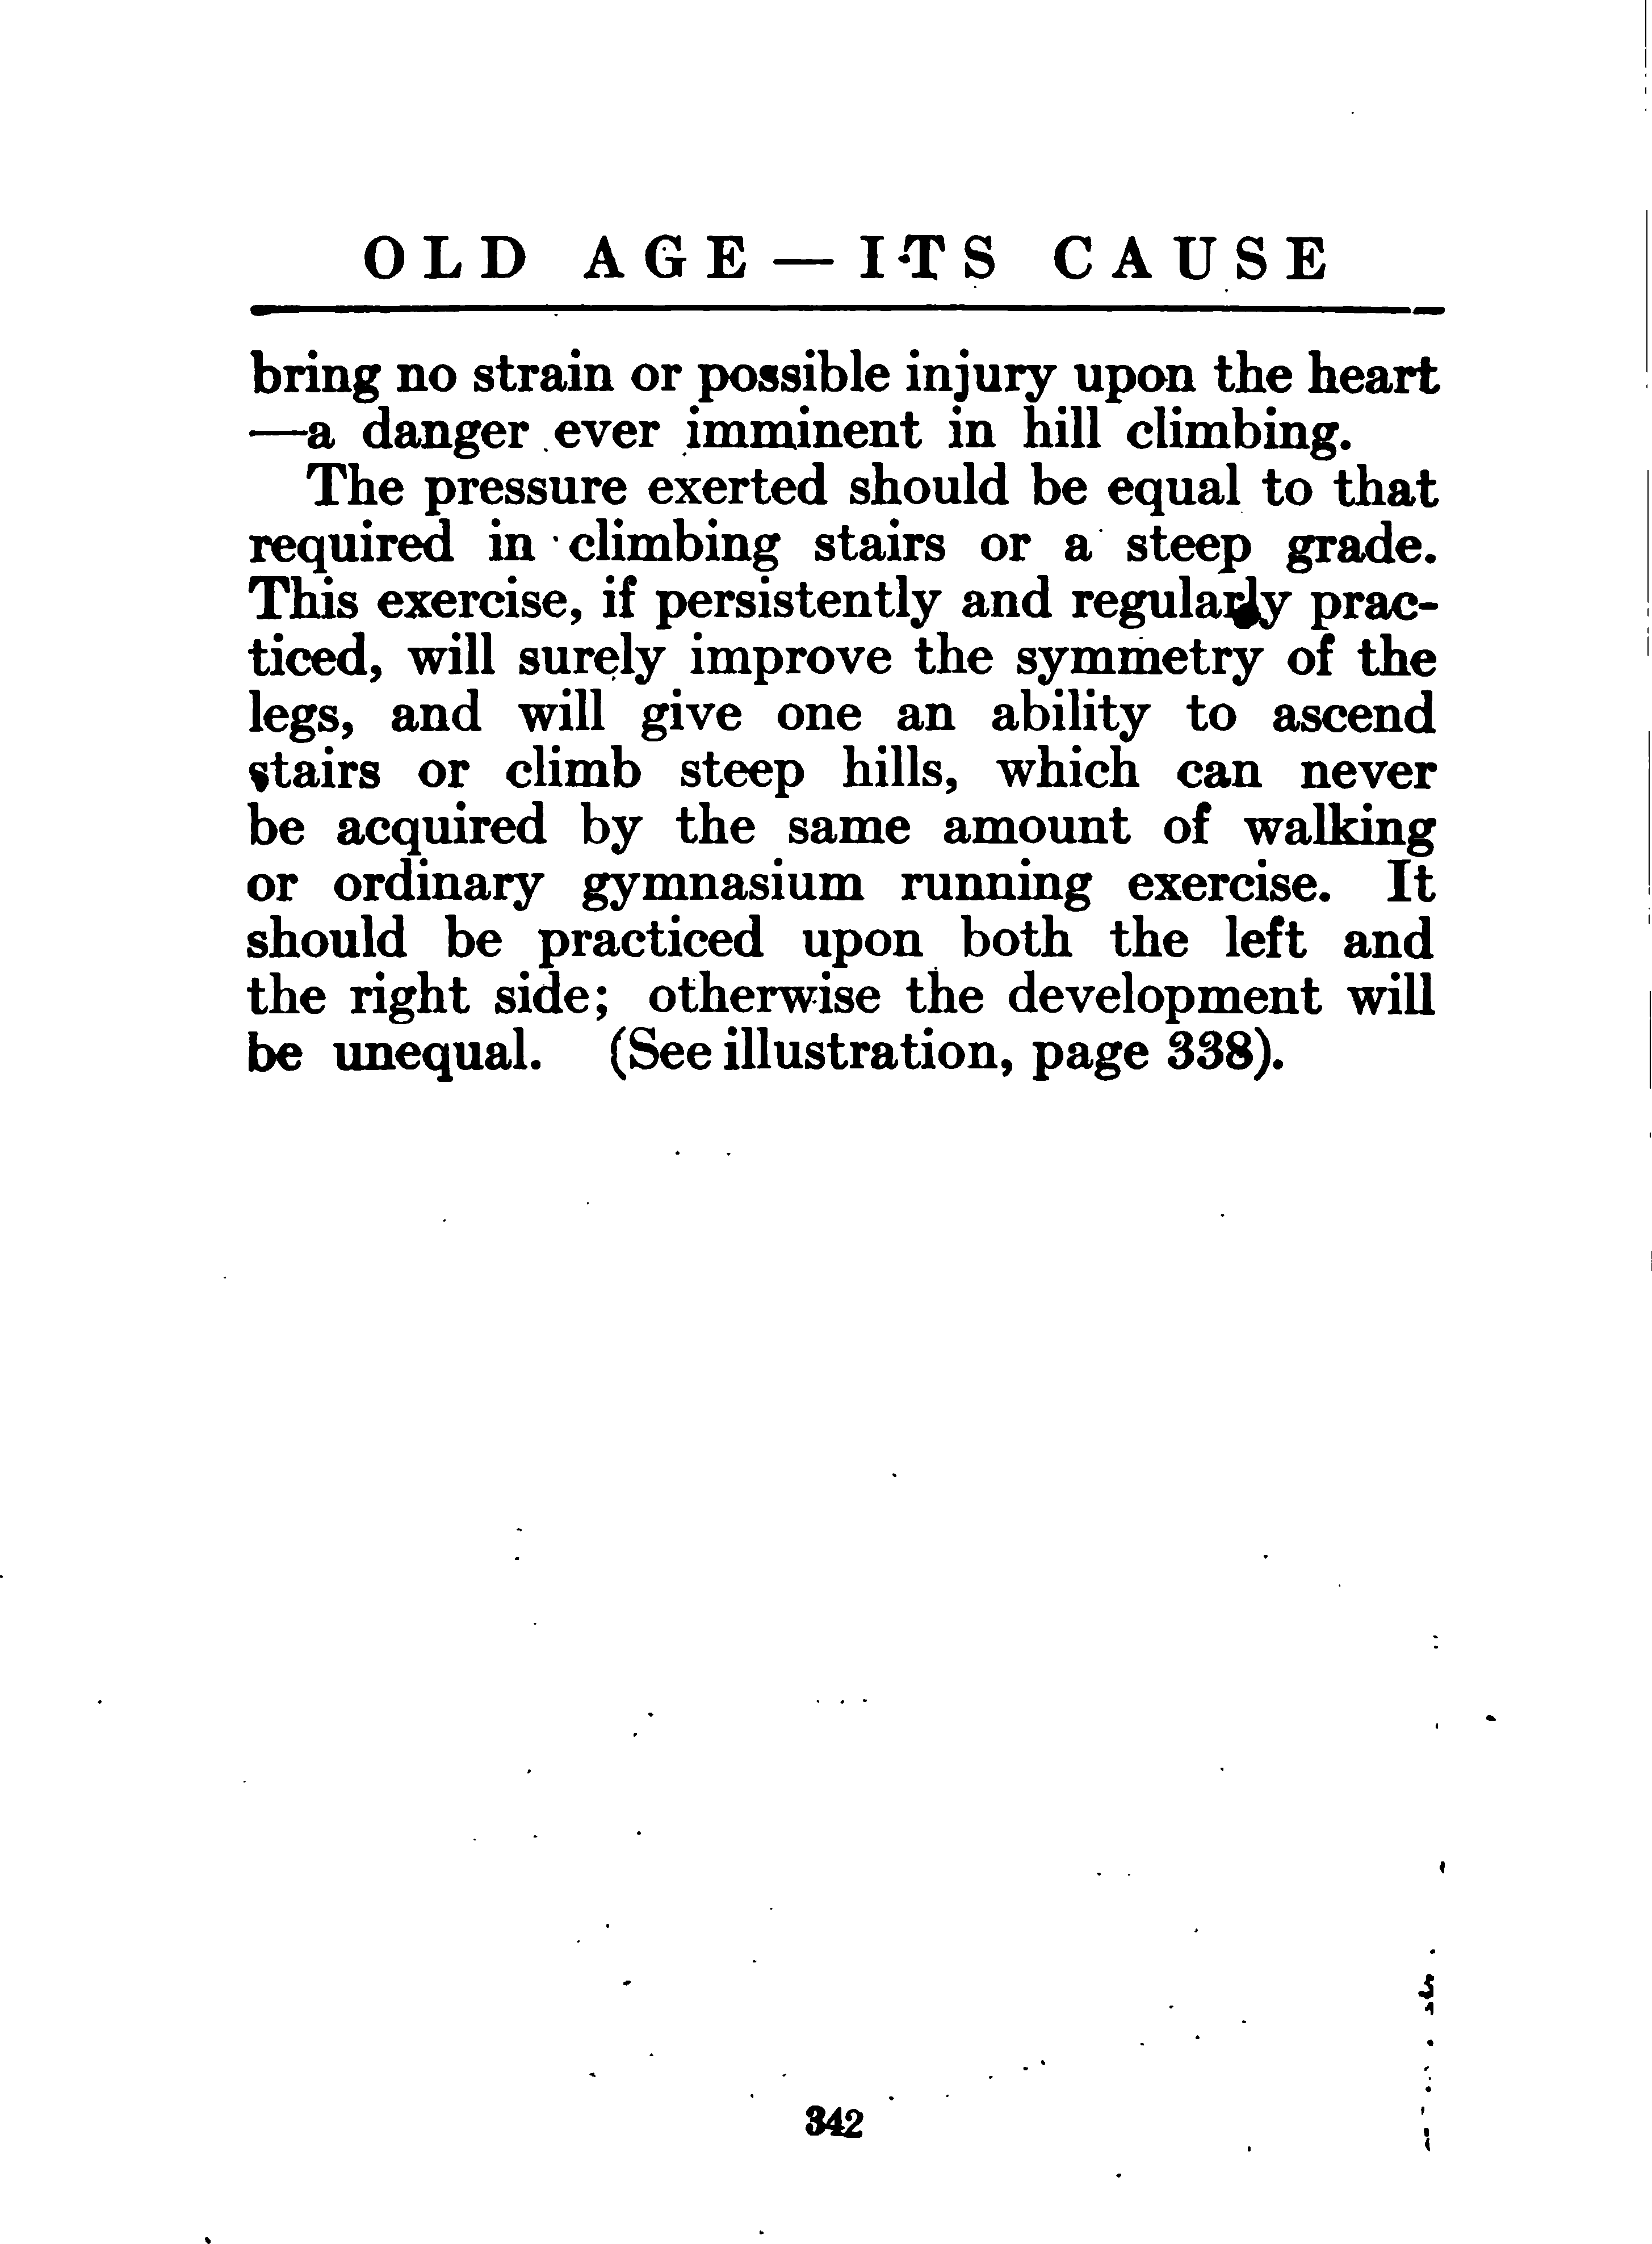 OLD AGE—ITS CAUSE
bring no strain or possible injury upon the heart
—a danger ever imminent in hill climbing.
The pressure exerted should be equal to that
required in climbing stairs or a steep grade.
This exercise, if persistently and regularly prac-
ticed, will surely improve the symmetry of the
legs, and will give one an ability to ascend
stairs or climb steep hills, which can never
be acquired by the same amount of walking
or ordinary gymnasium running exercise. It
should be practiced upon both the left and
the right side; otherwise the development will
be unequal. (See illustration, page 338).
342